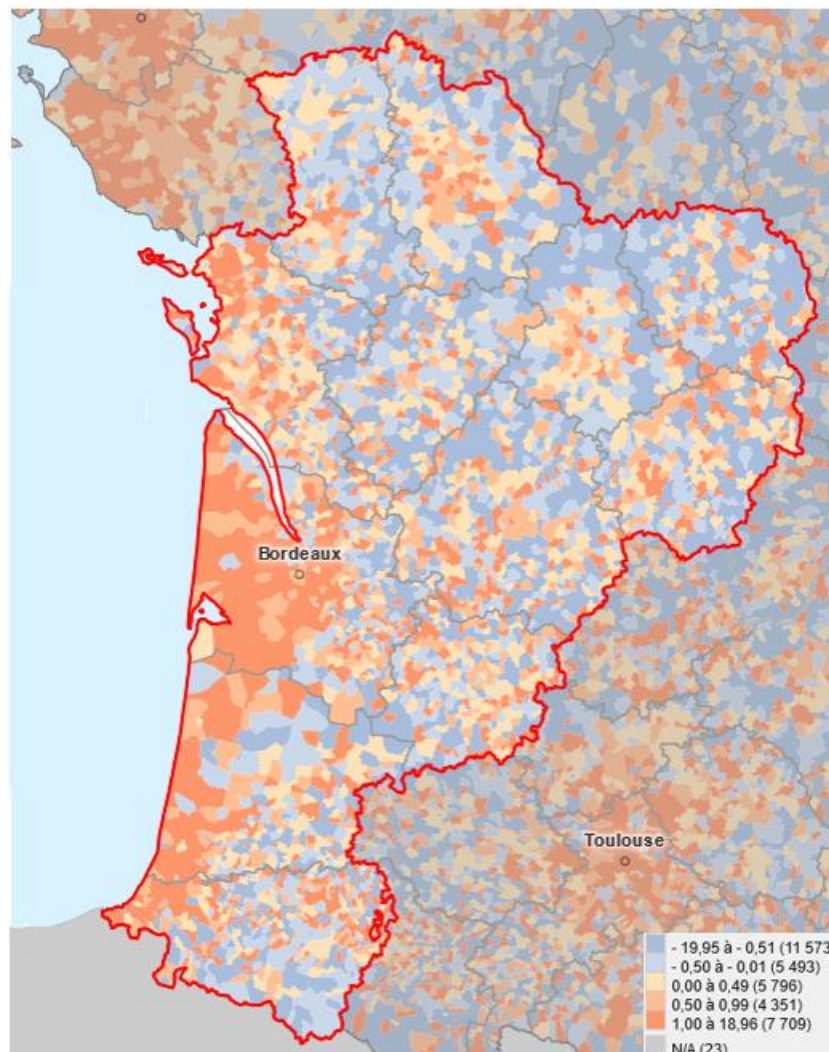 Bordeaux
Toulouse
- 19,95 à - 0,51 (11 573
- 0,50 à - 0,01 (5 493)
0,00 à 0,49 (5 796)
0,50 à 0,99 (4 351)
1,00 à 18,96 (7 709)
N/A (23)